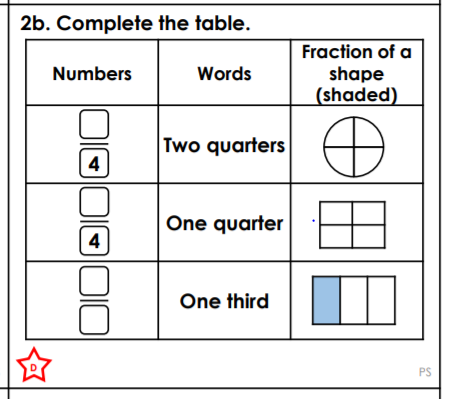 2b. Complete the table.
Numbers
Words
Fraction of a
shape
(shaded)
4
Two quarters
4
One quarter
One third
D
PS